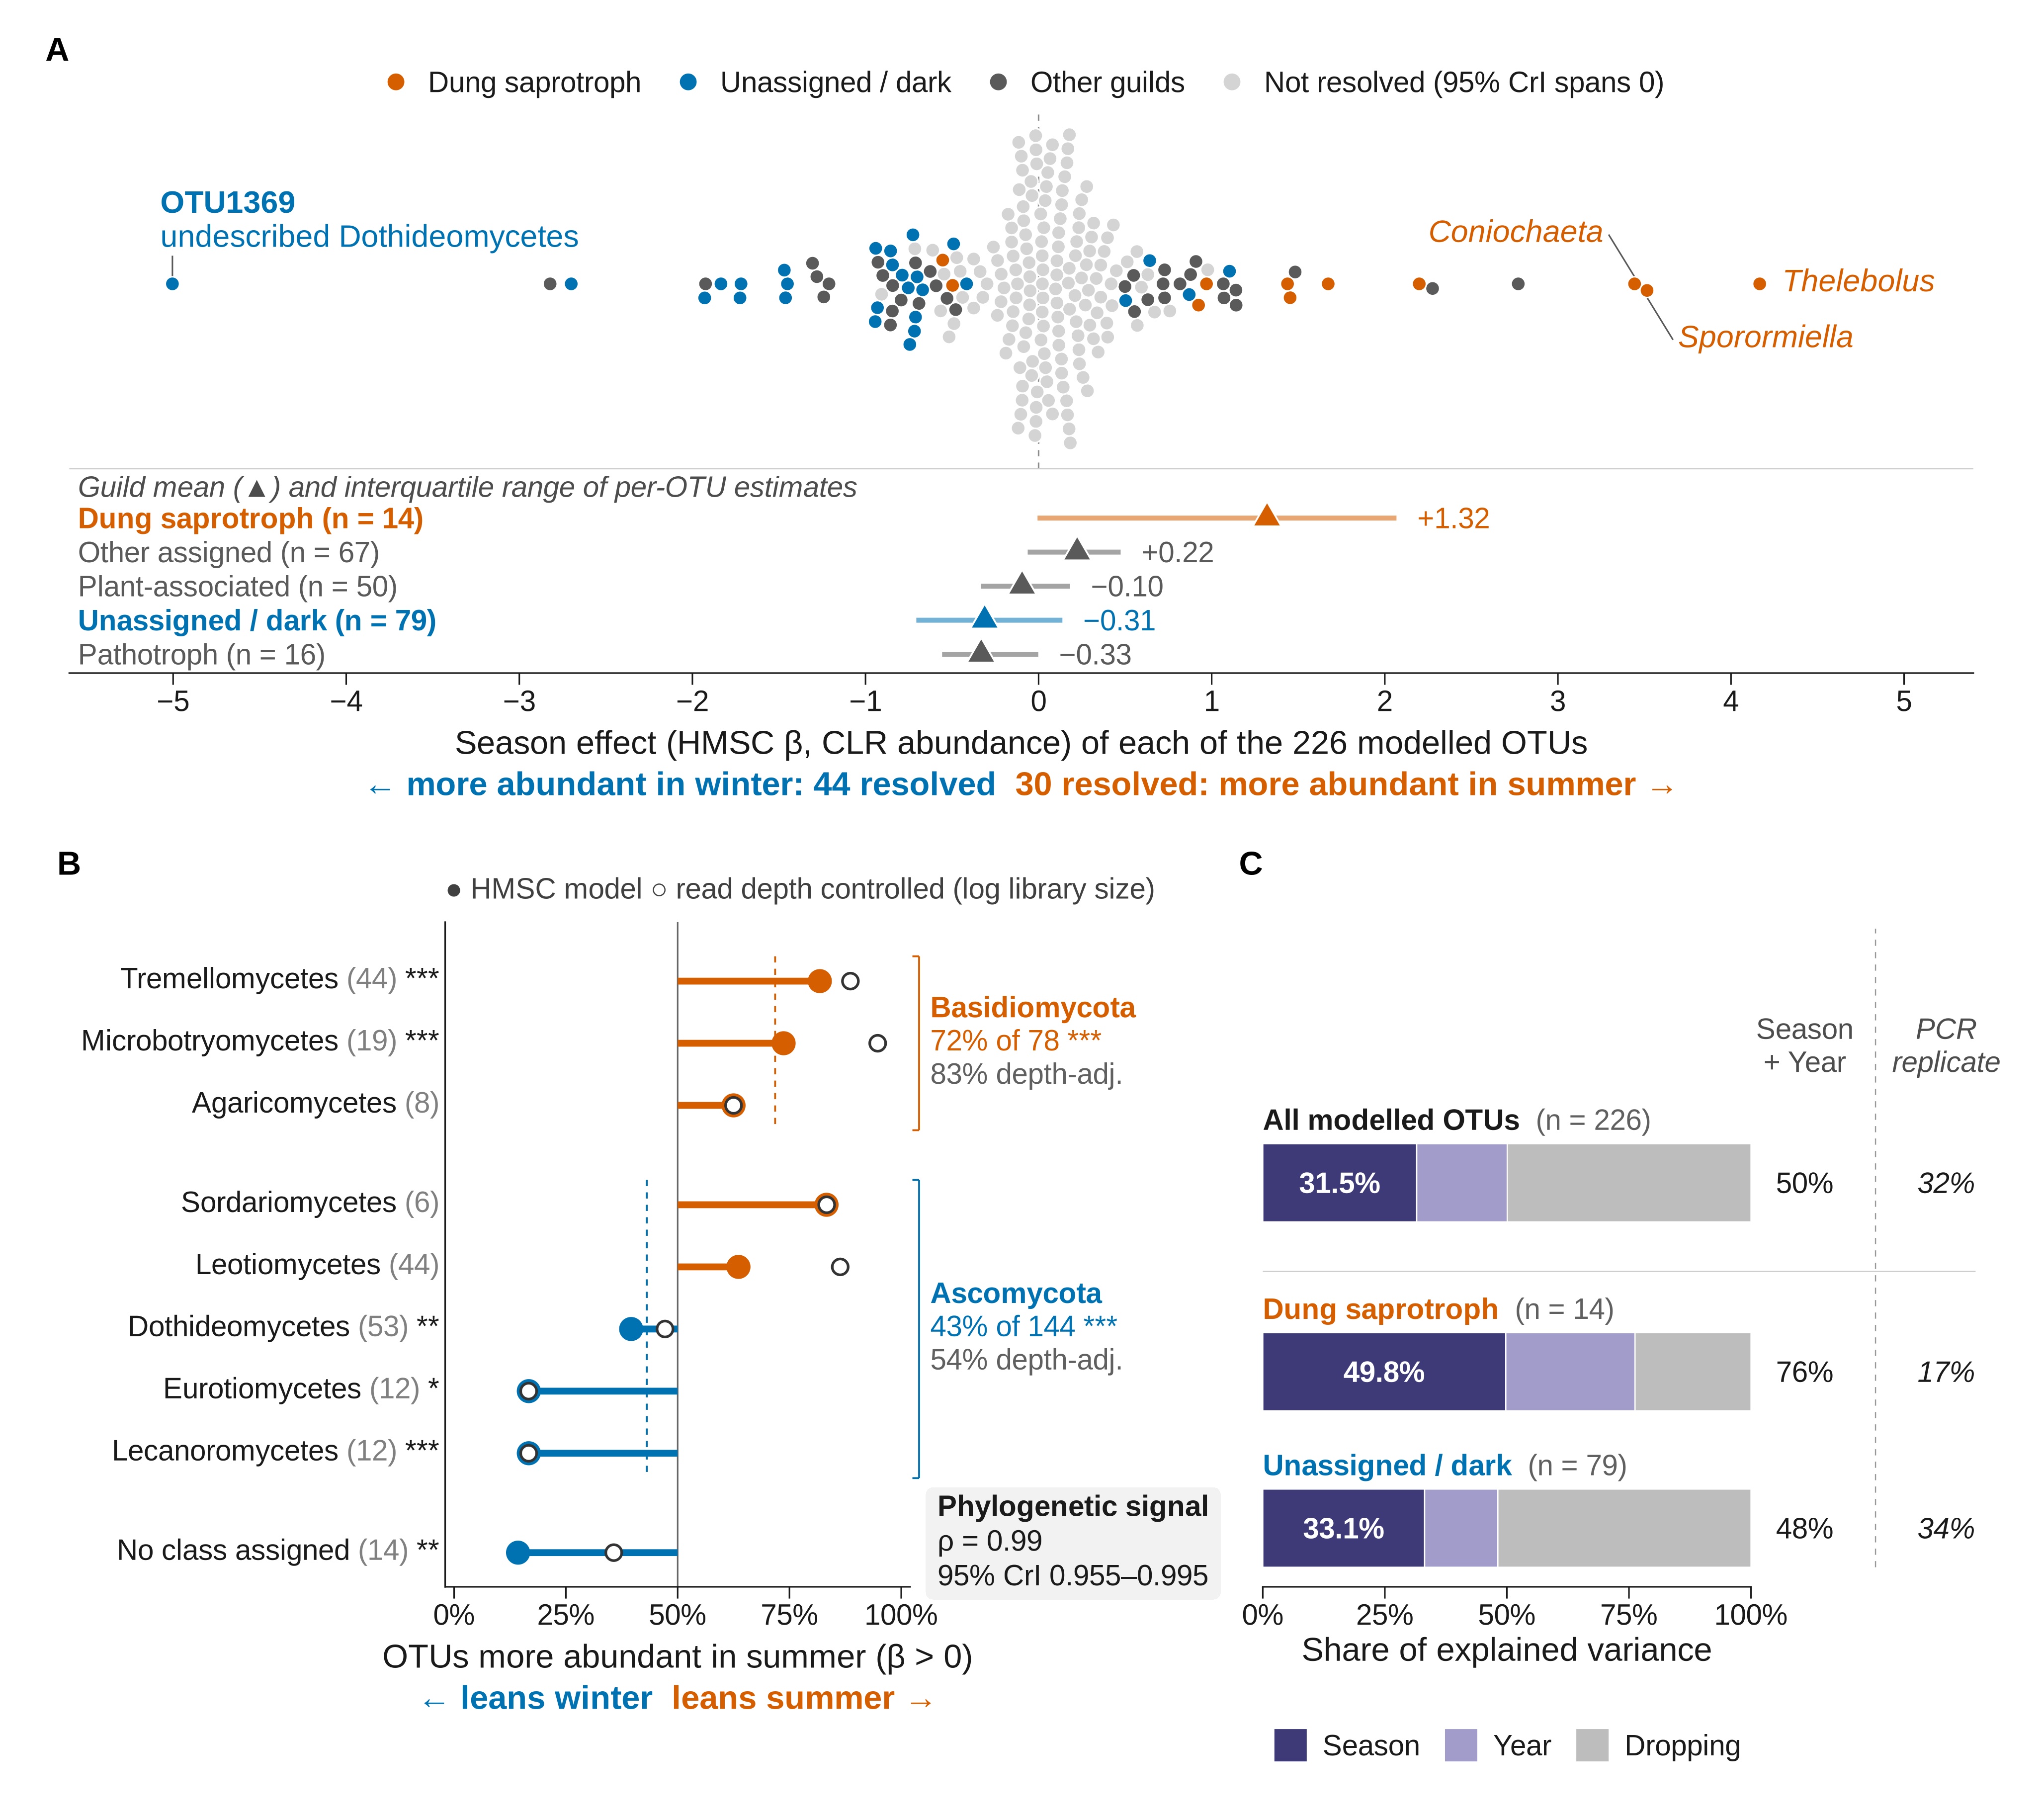 A
Dung saprotroph Unassigned / dark Other guilds Not resolved (95% CrI spans 0)
OTU1369
undescribed Dothideomycetes
Coniochaeta
Thelebolus
Sporormiella
Guild mean (▲) and interquartile range of per-OTU estimates
Dung saprotroph (n = 14) +1.32
Other assigned (n = 67) +0.22
Plant-associated (n = 50) −0.10
Unassigned / dark (n = 79) −0.31
Pathotroph (n = 16) −0.33
−5 −4 −3 −2 −1 0 1 2 3 4 5
Season effect (HMSC β, CLR abundance) of each of the 226 modelled OTUs
← more abundant in winter: 44 resolved 30 resolved: more abundant in summer →
B
● HMSC model ○ read depth controlled (log library size)
Tremellomycetes (44) ***
Microbotryomycetes (19) ***
Agaricomycetes (8)
Basidiomycota
72% of 78 ***
83% depth-adj.
Sordariomycetes (6)
Leotiomycetes (44)
Dothideomycetes (53) **
Eurotiomycetes (12) *
Lecanoromycetes (12) ***
Ascomycota
43% of 144 ***
54% depth-adj.
No class assigned (14) **
Phylogenetic signal
ρ = 0.99
95% CrI 0.955–0.995
0% 25% 50% 75% 100%
OTUs more abundant in summer (β > 0)
← leans winter leans summer →
C
Season
+ Year
PCR
replicate
All modelled OTUs (n = 226)
31.5% 50% 32%
Dung saprotroph (n = 14)
49.8% 76% 17%
Unassigned / dark (n = 79)
33.1% 48% 34%
0% 25% 50% 75% 100%
Share of explained variance
Season Year Dropping